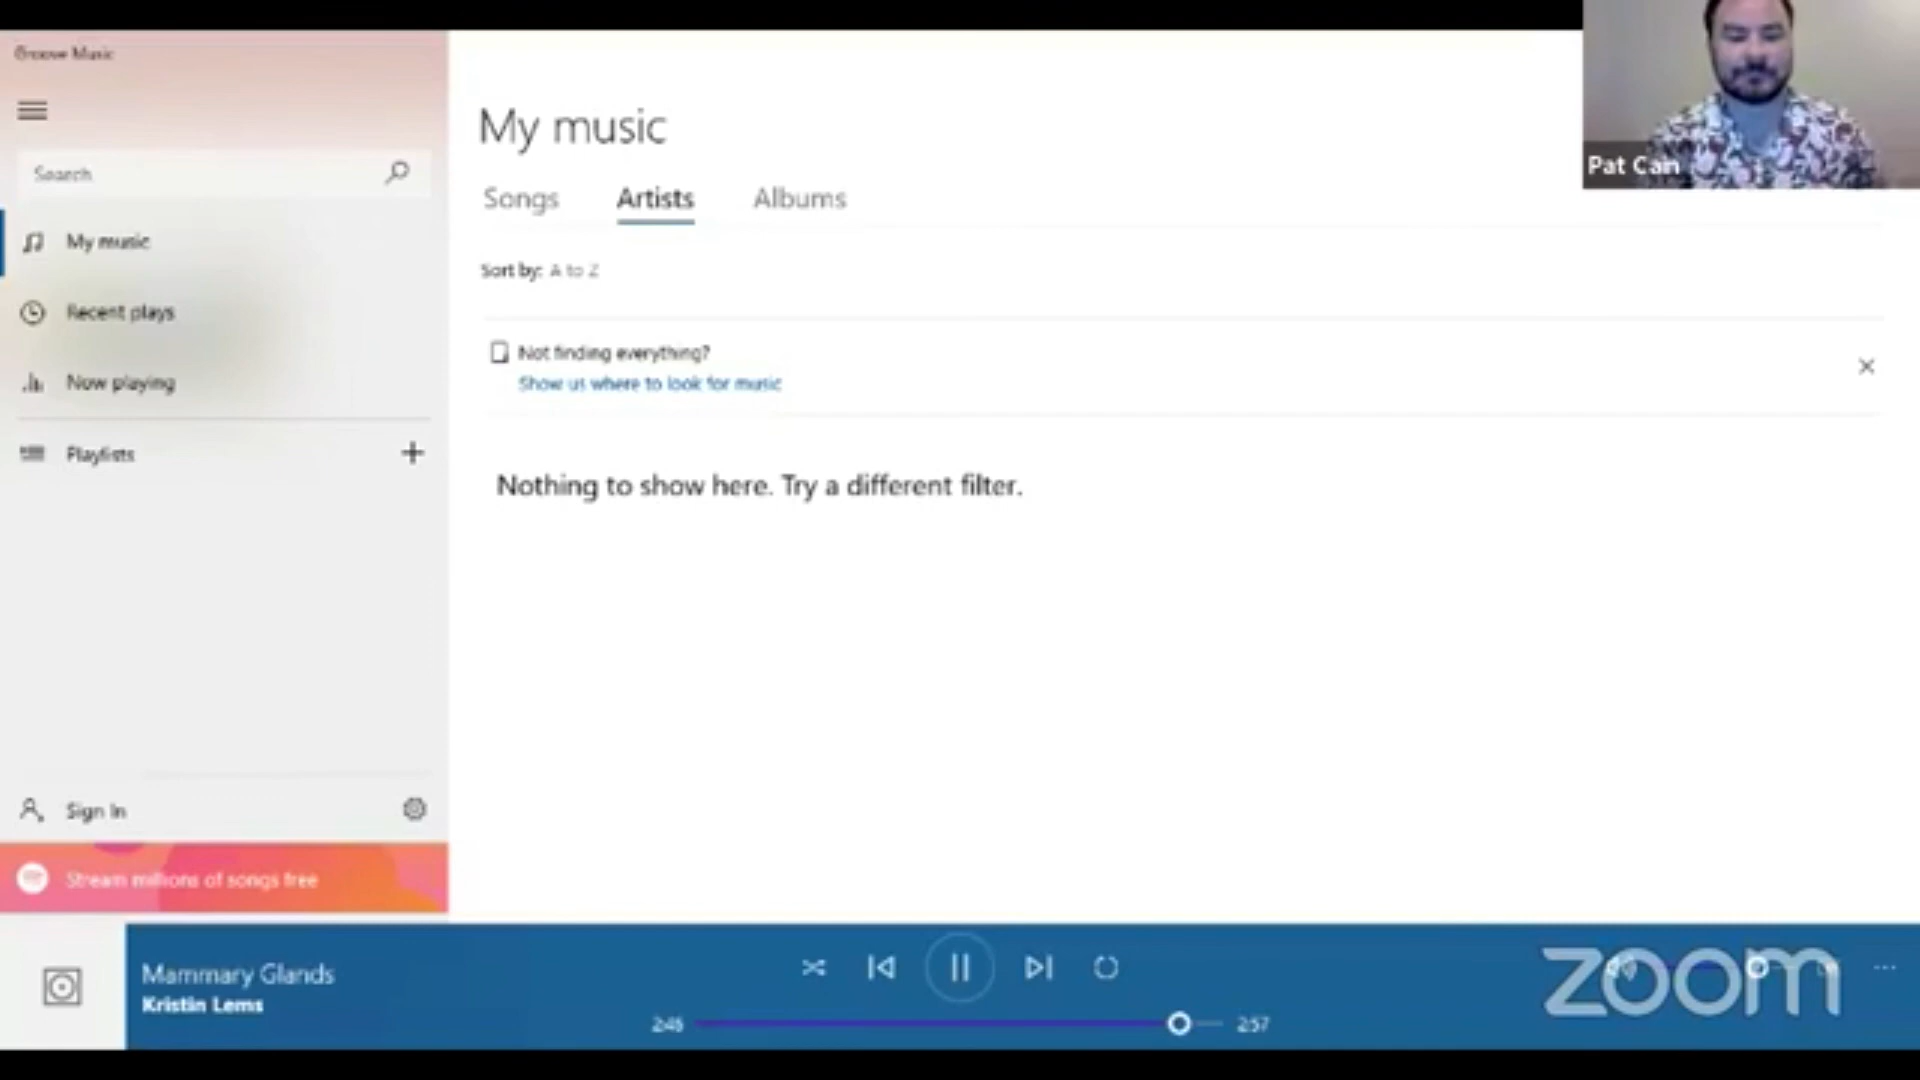 Groove Music
Search
My music
Recent plays
Now playing
Playlists
Sign In
Stream millions of songs free
My music
Songs Artists Albums
Sort by: A to Z
Not finding everything?
Show us where to look for music
Nothing to show here. Try a different filter.
Pat Cain
Mammary Glands
Kristin Lems
2:45 2:57
zoom